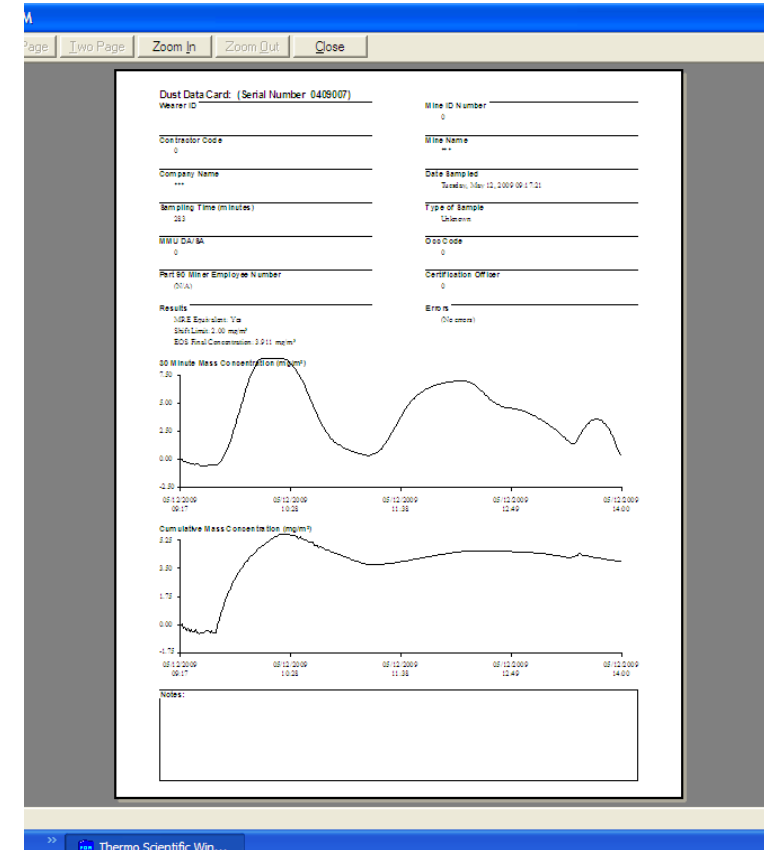 M
Page Two Page Zoom In Zoom Out Close
Dust Data Card: (Serial Number 0409007)
Wearer ID
Mine ID Number
0
Contractor Code
0
Mine Name
***
Company Name
***
Date Sampled
Tuesday, May 12, 2009 09:17:21
Sampling Time (minutes)
283
Type of Sample
Unknown
MMU DA/SA
0
Occ Code
0
Part 90 Miner Employee Number
(N/A)
Certification Officer
0
Results
MRE Equivalent: Yes
Shift Limit: 2.00 mg/m³
EOS Final Concentration: 3.911 mg/m³
Errors
(No errors)
30 Minute Mass Concentration (mg/m³)
7.50
5.00
2.50
0.00
-2.50
05/12/2009 05/12/2009 05/12/2009 05/12/2009 05/12/2009
09:17 10:28 11:38 12:49 14:00
Cumulative Mass Concentration (mg/m³)
5.25
3.50
1.75
0.00
-1.75
05/12/2009 05/12/2009 05/12/2009 05/12/2009 05/12/2009
09:17 10:28 11:38 12:49 14:00
Notes:
» Thermo Scientific Win...